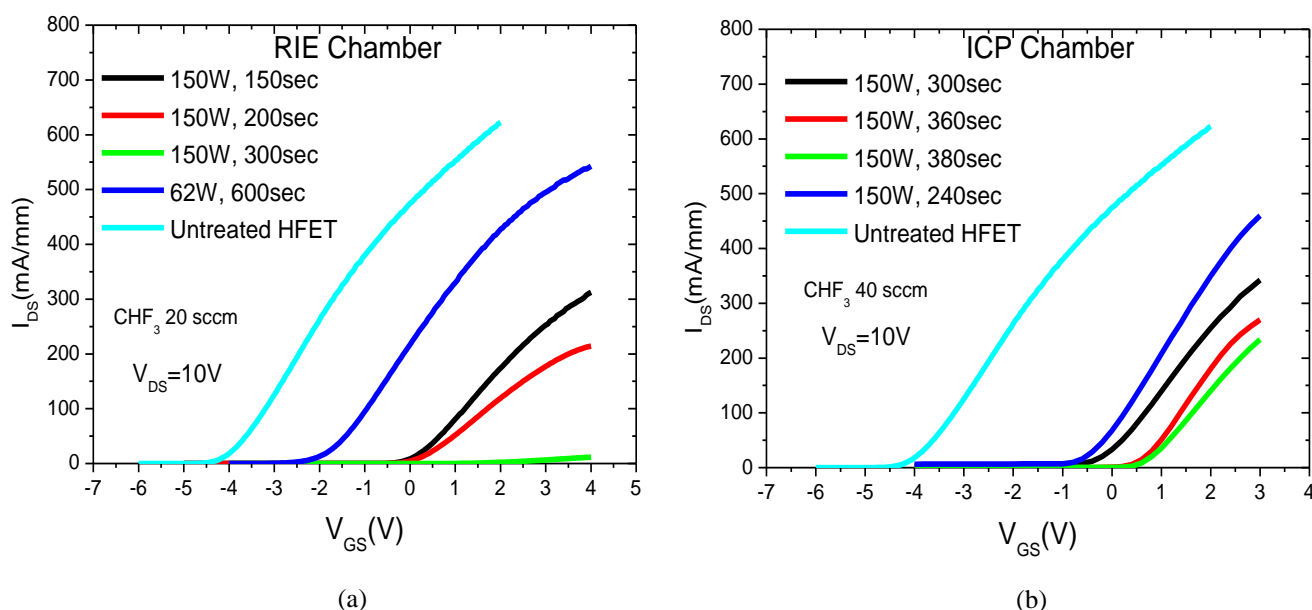 RIE Chamber
150W, 150sec
150W, 200sec
150W, 300sec
62W, 600sec
Untreated HFET
CHF3 20 sccm
VDS=10V
IDS(mA/mm)
800
700
600
500
400
300
200
100
0
-7 -6 -5 -4 -3 -2 -1 0 1 2 3 4 5
VGS(V)
(a)
ICP Chamber
150W, 300sec
150W, 360sec
150W, 380sec
150W, 240sec
Untreated HFET
CHF3 40 sccm
VDS=10V
IDS(mA/mm)
800
700
600
500
400
300
200
100
0
-7 -6 -5 -4 -3 -2 -1 0 1 2 3 4
VGS(V)
(b)